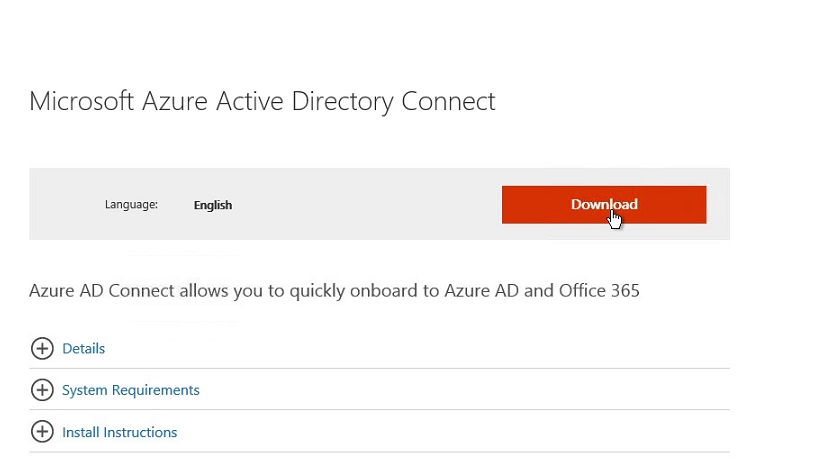 Microsoft Azure Active Directory Connect
Language: English Download
Azure AD Connect allows you to quickly onboard to Azure AD and Office 365
Details
System Requirements
Install Instructions